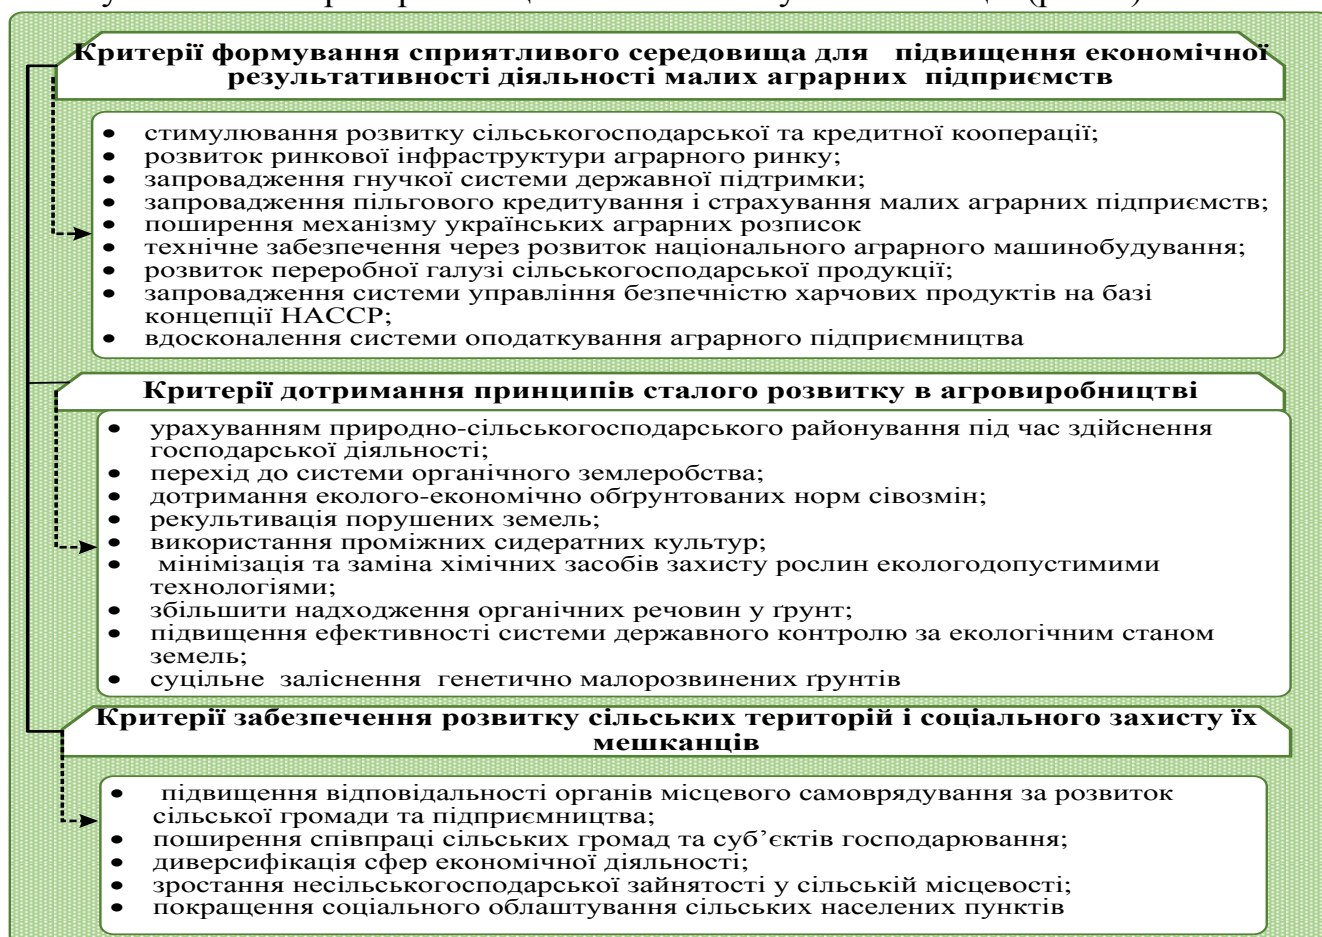 Критерії формування сприятливого середовища для підвищення економічної
результативності діяльності малих аграрних підприємств
• стимулювання розвитку сільськогосподарської та кредитної кооперації;
• розвиток ринкової інфраструктури аграрного ринку;
• запровадження гнучкої системи державної підтримки;
• запровадження пільгового кредитування і страхування малих аграрних підприємств;
• поширення механізму українських аграрних розписок
• технічне забезпечення через розвиток національного аграрного машинобудування;
• розвиток переробної галузі сільськогосподарської продукції;
• запровадження системи управління безпечністю харчових продуктів на базі
концепції НАССР;
• вдосконалення системи оподаткування аграрного підприємництва
Критерії дотримання принципів сталого розвитку в агровиробництві
• урахуванням природно-сільськогосподарського районування під час здійснення
господарської діяльності;
• перехід до системи органічного землеробства;
• дотримання еколого-економічно обґрунтованих норм сівозмін;
• рекультивація порушених земель;
• використання проміжних сидератних культур;
• мінімізація та заміна хімічних засобів захисту рослин екологодопустимими
технологіями;
• збільшити надходження органічних речовин у ґрунт;
• підвищення ефективності системи державного контролю за екологічним станом
земель;
• суцільне заліснення генетично малорозвинених ґрунтів
Критерії забезпечення розвитку сільських територій і соціального захисту їх
мешканців
• підвищення відповідальності органів місцевого самоврядування за розвиток
сільської громади та підприємництва;
• поширення співпраці сільських громад та суб’єктів господарювання;
• диверсифікація сфер економічної діяльності;
• зростання несільськогосподарської зайнятості у сільській місцевості;
• покращення соціального облаштування сільських населених пунктів